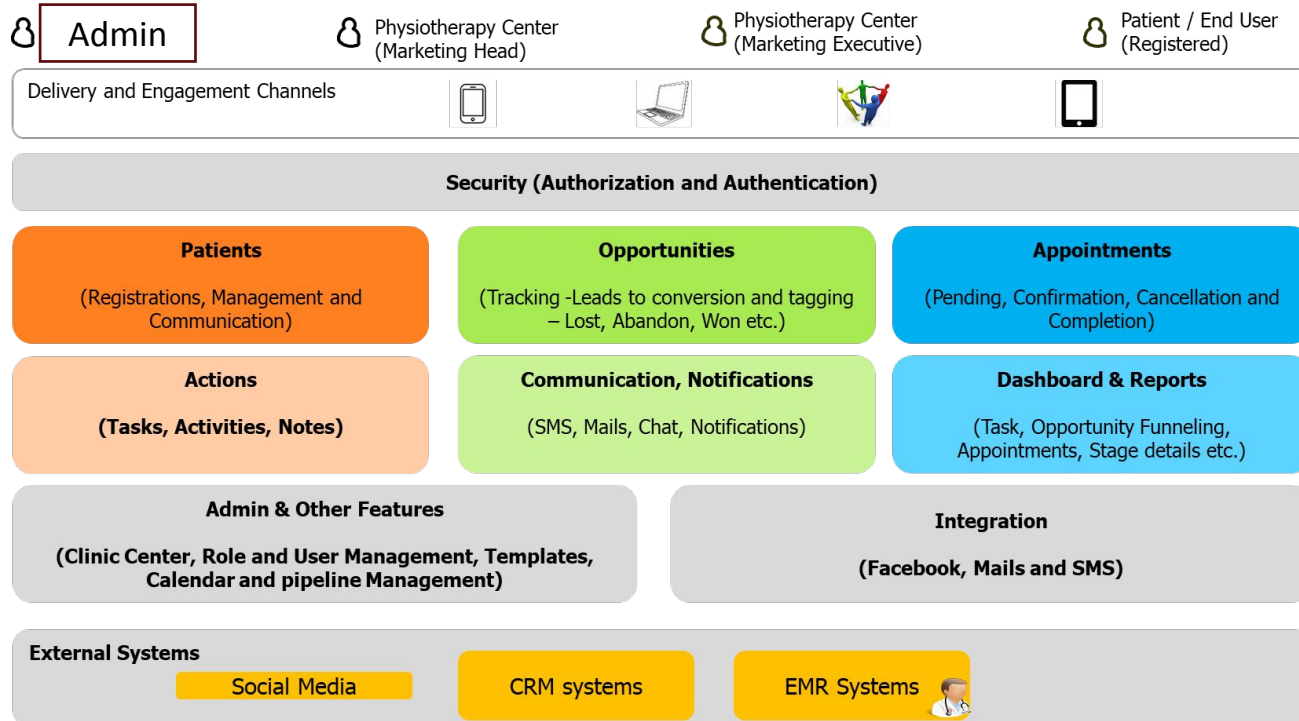 Admin
Physiotherapy Center
(Marketing Head)
Physiotherapy Center
(Marketing Executive)
Patient / End User
(Registered)
Delivery and Engagement Channels
Security (Authorization and Authentication)
Patients
(Registrations, Management and
Communication)
Opportunities
(Tracking -Leads to conversion and tagging
– Lost, Abandon, Won etc.)
Appointments
(Pending, Confirmation, Cancellation and
Completion)
Actions
(Tasks, Activities, Notes)
Communication, Notifications
(SMS, Mails, Chat, Notifications)
Dashboard & Reports
(Task, Opportunity Funneling,
Appointments, Stage details etc.)
Admin & Other Features
(Clinic Center, Role and User Management, Templates,
Calendar and pipeline Management)
Integration
(Facebook, Mails and SMS)
External Systems
Social Media
CRM systems
EMR Systems